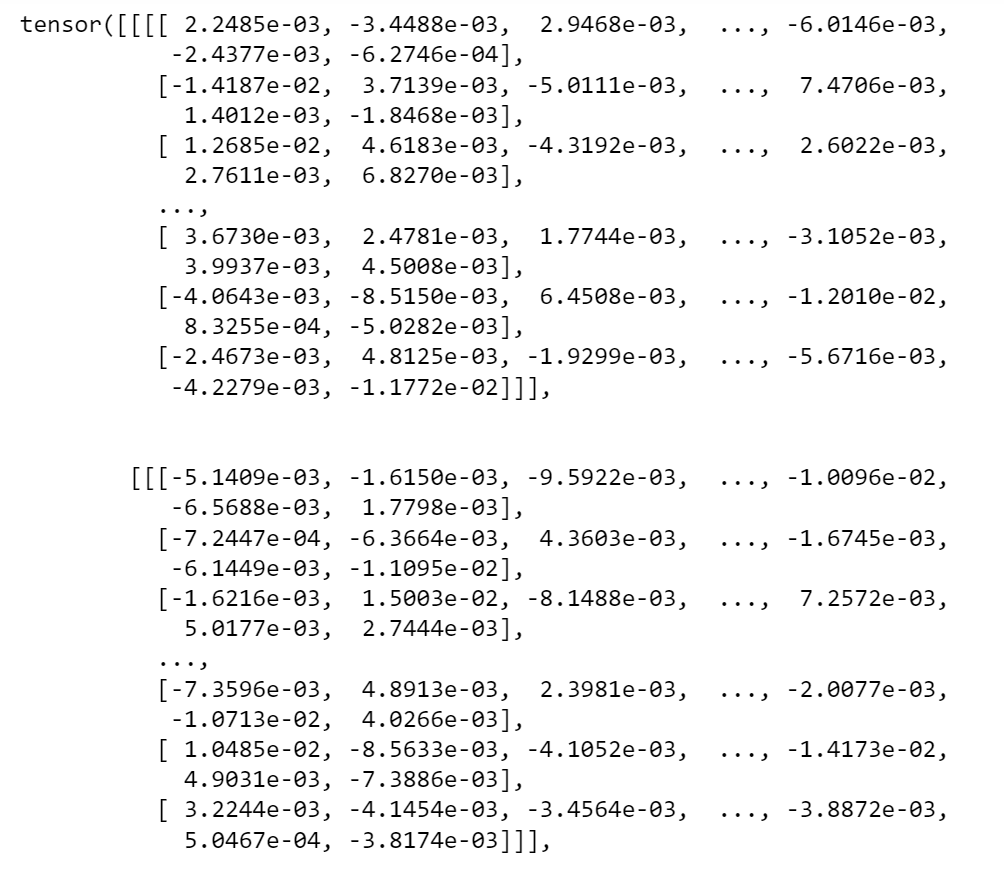 tensor([[[[ 2.2485e-03, -3.4488e-03,  2.9468e-03,  ..., -6.0146e-03,
           -2.4377e-03, -6.2746e-04],
          [-1.4187e-02,  3.7139e-03, -5.0111e-03,  ...,  7.4706e-03,
            1.4012e-03, -1.8468e-03],
          [ 1.2685e-02,  4.6183e-03, -4.3192e-03,  ...,  2.6022e-03,
            2.7611e-03,  6.8270e-03],
          ...,
          [ 3.6730e-03,  2.4781e-03,  1.7744e-03,  ..., -3.1052e-03,
            3.9937e-03,  4.5008e-03],
          [-4.0643e-03, -8.5150e-03,  6.4508e-03,  ..., -1.2010e-02,
            8.3255e-04, -5.0282e-03],
          [-2.4673e-03,  4.8125e-03, -1.9299e-03,  ..., -5.6716e-03,
           -4.2279e-03, -1.1772e-02]]],
        [[[-5.1409e-03, -1.6150e-03, -9.5922e-03,  ..., -1.0096e-02,
           -6.5688e-03,  1.7798e-03],
          [-7.2447e-04, -6.3664e-03,  4.3603e-03,  ..., -1.6745e-03,
           -6.1449e-03, -1.1095e-02],
          [-1.6216e-03,  1.5003e-02, -8.1488e-03,  ...,  7.2572e-03,
            5.0177e-03,  2.7444e-03],
          ...,
          [-7.3596e-03,  4.8913e-03,  2.3981e-03,  ..., -2.0077e-03,
           -1.0713e-02,  4.0266e-03],
          [ 1.0485e-02, -8.5633e-03, -4.1052e-03,  ..., -1.4173e-02,
            4.9031e-03, -7.3886e-03],
          [ 3.2244e-03, -4.1454e-03, -3.4564e-03,  ..., -3.8872e-03,
            5.0467e-04, -3.8174e-03]]],